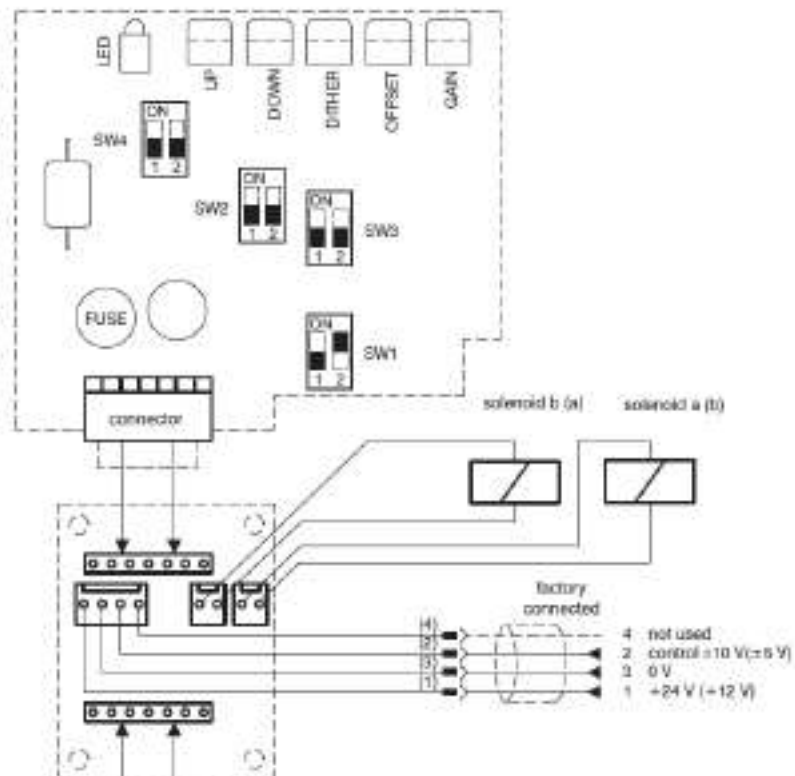 LED
UP
DOWN
DITHER
OFFSET
GAIN
ON
SW4
1 2
ON
SW2
1 2
ON
SW3
1 2
FUSE
ON
SW1
1 2
connector
solenoid b (a)
solenoid a (b)
factory
connected
(4)
4 not used
(2)
2 control ±10 V(±5 V)
(3)
3 0 V
(1)
1 +24 V (+12 V)